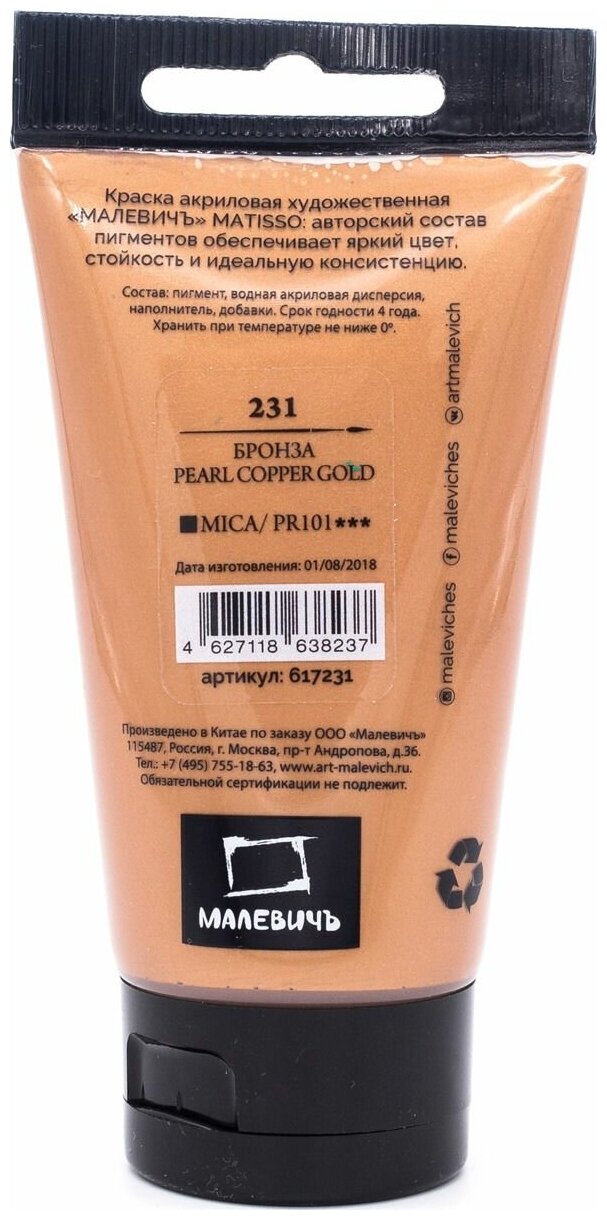 Краска акриловая художественная
«МАЛЕВИЧЪ» MATISSO: авторский состав
пигментов обеспечивает яркий цвет,
стойкость и идеальную консистенцию.
Состав: пигмент, водная акриловая дисперсия,
наполнитель, добавки. Срок годности 4 года.
Хранить при температуре не ниже 0°.
231
БРОНЗА
PEARL COPPER GOLD
MICA/ PR101***
Дата изготовления: 01/08/2018
4 627118 638237
артикул: 617231
Произведено в Китае по заказу ООО «Малевичъ»
115487, Россия, г. Москва, пр-т Андропова, д.36.
Тел.: +7 (495) 755-18-63, www.art-malevich.ru.
Обязательной сертификации не подлежит.
МАЛЕВИЧЪ
maleviches
maleviches
artmalevich